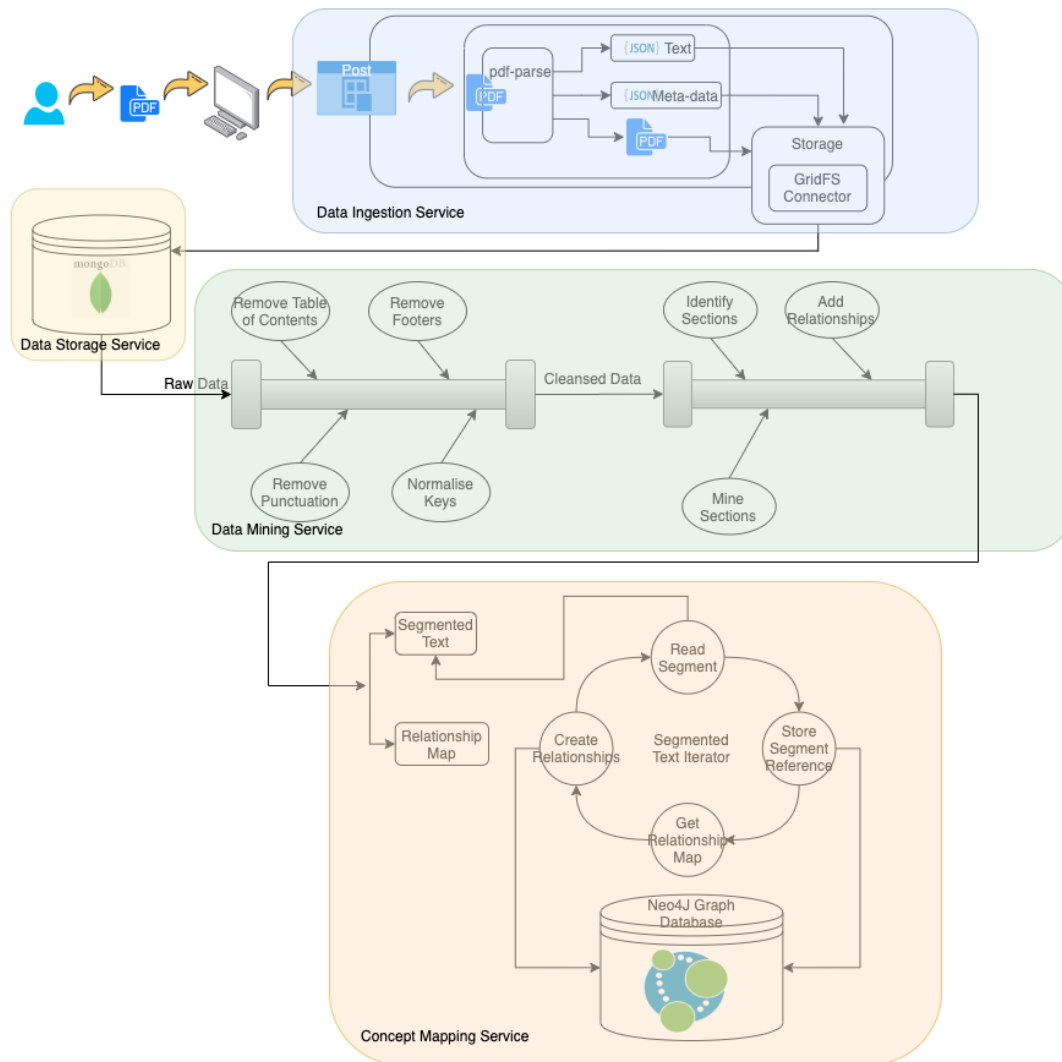 Post
pdf-parse
{JSON} Text
{JSON} Meta-data
PDF
PDF
PDF
Storage
GridFS
Connector
Data Ingestion Service
mongoDB
Data Storage Service
Remove Table
of Contents
Remove
Footers
Identify
Sections
Add
Relationships
Raw Data
Cleansed Data
Remove
Punctuation
Normalise
Keys
Mine
Sections
Data Mining Service
Segmented
Text
Read
Segment
Relationship
Map
Create
Relationships
Segmented
Text Iterator
Store
Segment
Reference
Get
Relationship
Map
Neo4J Graph
Database
Concept Mapping Service